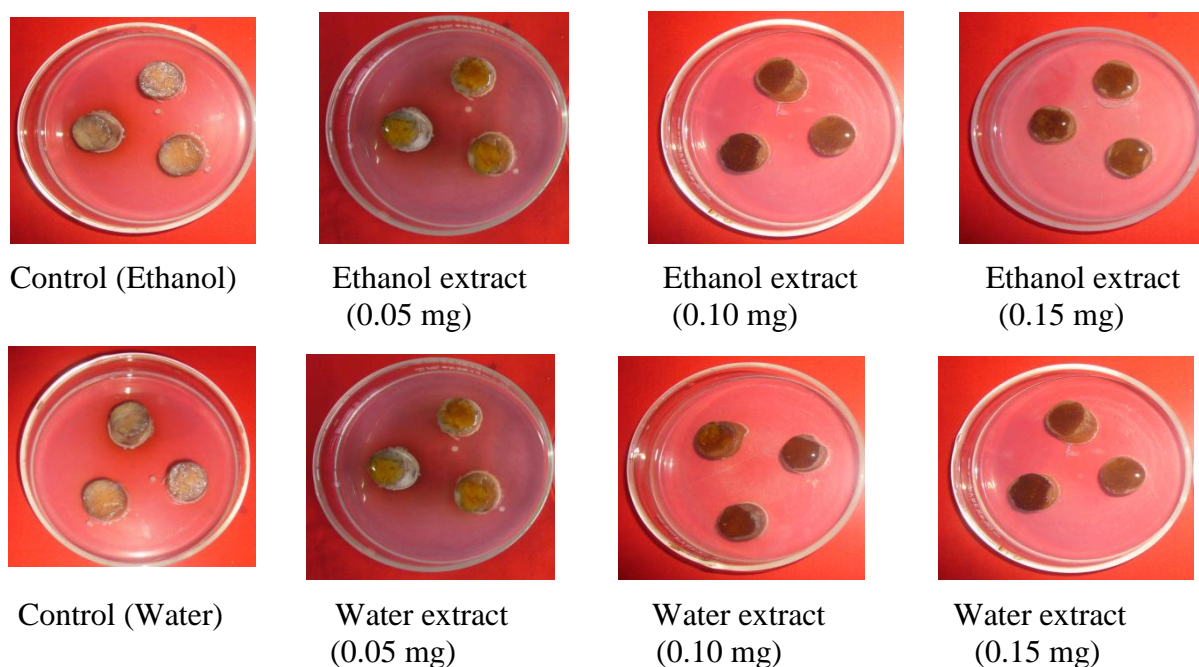 Control (Ethanol)
Ethanol extract
(0.05 mg)
Ethanol extract
(0.10 mg)
Ethanol extract
(0.15 mg)
Control (Water)
Water extract
(0.05 mg)
Water extract
(0.10 mg)
Water extract
(0.15 mg)